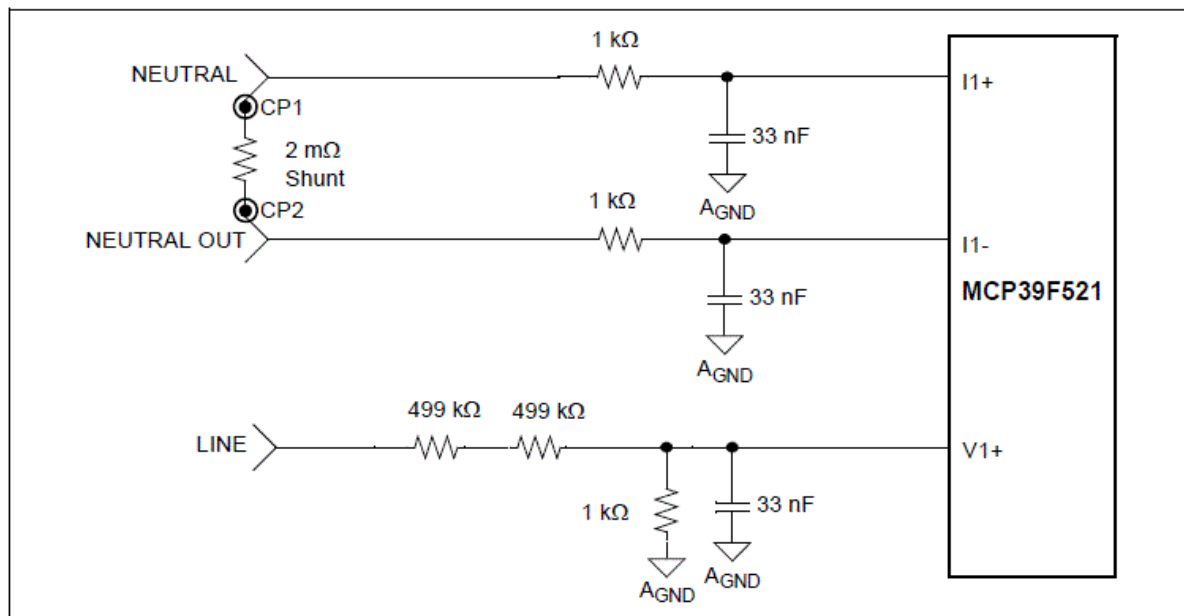 1 kΩ
NEUTRAL
I1+
CP1
33 nF
2 mΩ
Shunt
AGND
1 kΩ
CP2
NEUTRAL OUT
I1-
MCP39F521
33 nF
AGND
499 kΩ
499 kΩ
LINE
V1+
1 kΩ
33 nF
AGND
AGND